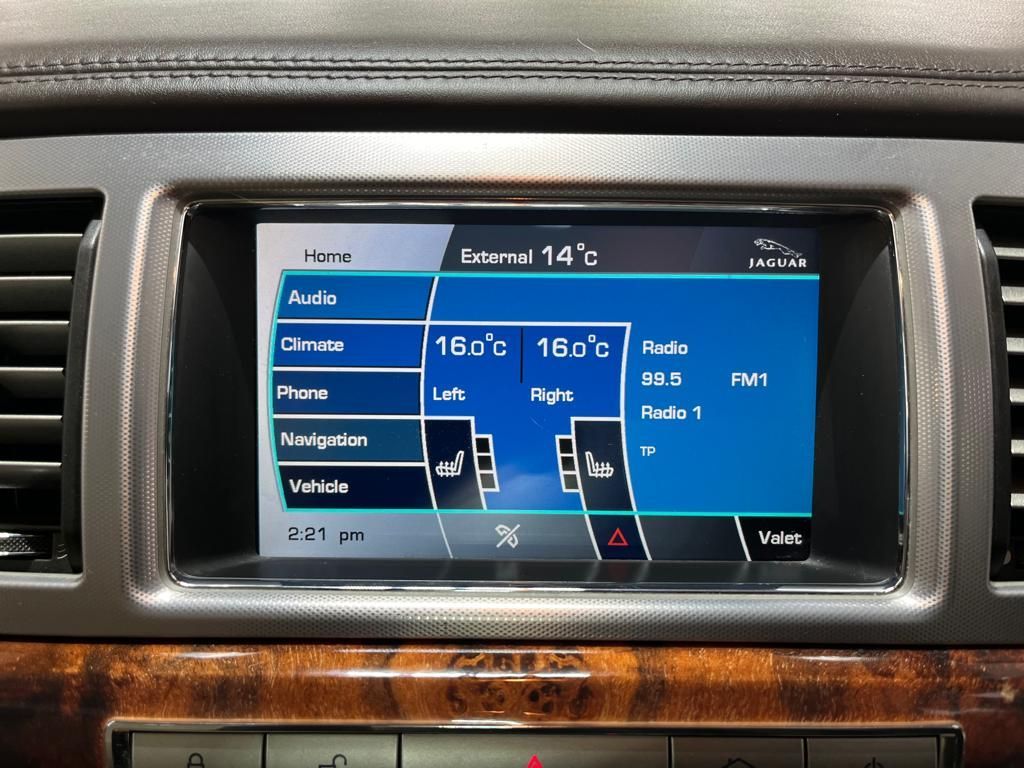 Home
External 14°C
JAGUAR
Audio
Climate
Phone
Navigation
Vehicle
16.0°C
16.0°C
Left
Right
Radio
99.5 FM1
Radio 1
TP
2:21 pm
Valet